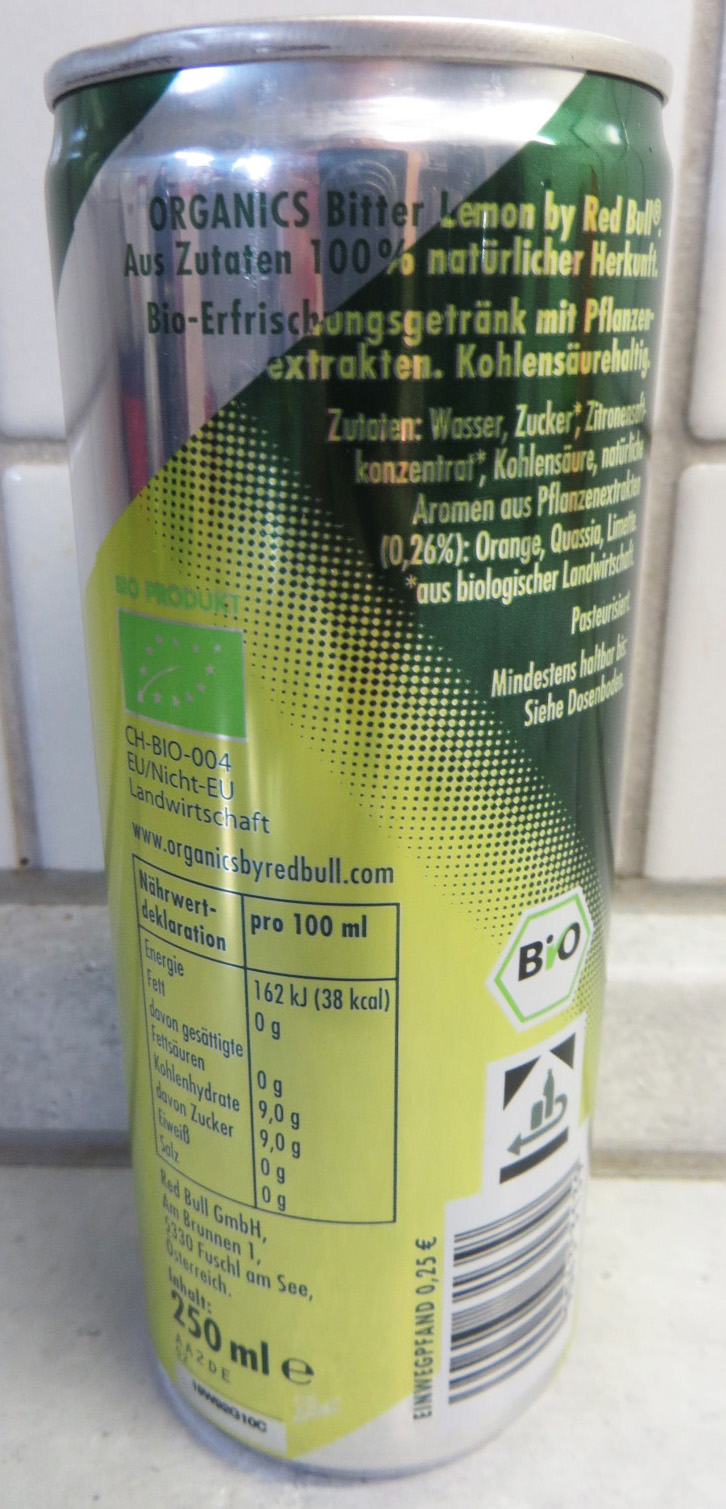 ORGANICS Bitter Lemon by Red Bull®.
Aus Zutaten 100% natürlicher Herkunft.
Bio-Erfrischungsgetränk mit Pflanzen-
extrakten. Kohlensäurehaltig.
Zutaten: Wasser, Zucker*, Zitronensaft-
konzentrat*, Kohlensäure, natürliche
Aromen aus Pflanzenextrakten
(0,26%): Orange, Quassia, Limette.
*aus biologischer Landwirtschaft
Pasteurisiert.
Mindestens haltbar bis:
Siehe Dosenboden.
BIO PRODUKT
CH-BIO-004
EU/Nicht-EU
Landwirtschaft
www.organicsbyredbull.com
Nährwert-
deklaration pro 100 ml
Energie 162 kJ (38 kcal)
Fett 0 g
davon gesättigte
Fettsäuren 0 g
Kohlenhydrate 9,0 g
davon Zucker 9,0 g
Eiweiß 0 g
Salz 0 g
BiO
Red Bull GmbH,
Am Brunnen 1,
5330 Fuschl am See,
Österreich.
Inhalt:
250 ml e
AA2DE
EINWEGPFAND 0,25 €